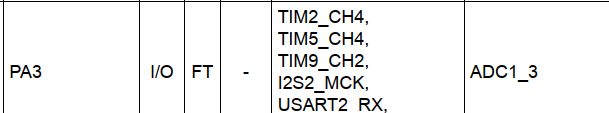 TIM2_CH4,
TIM5_CH4,
TIM9_CH2,
PA3 I/O FT - I2S2_MCK, ADC1_3
USART2_RX,